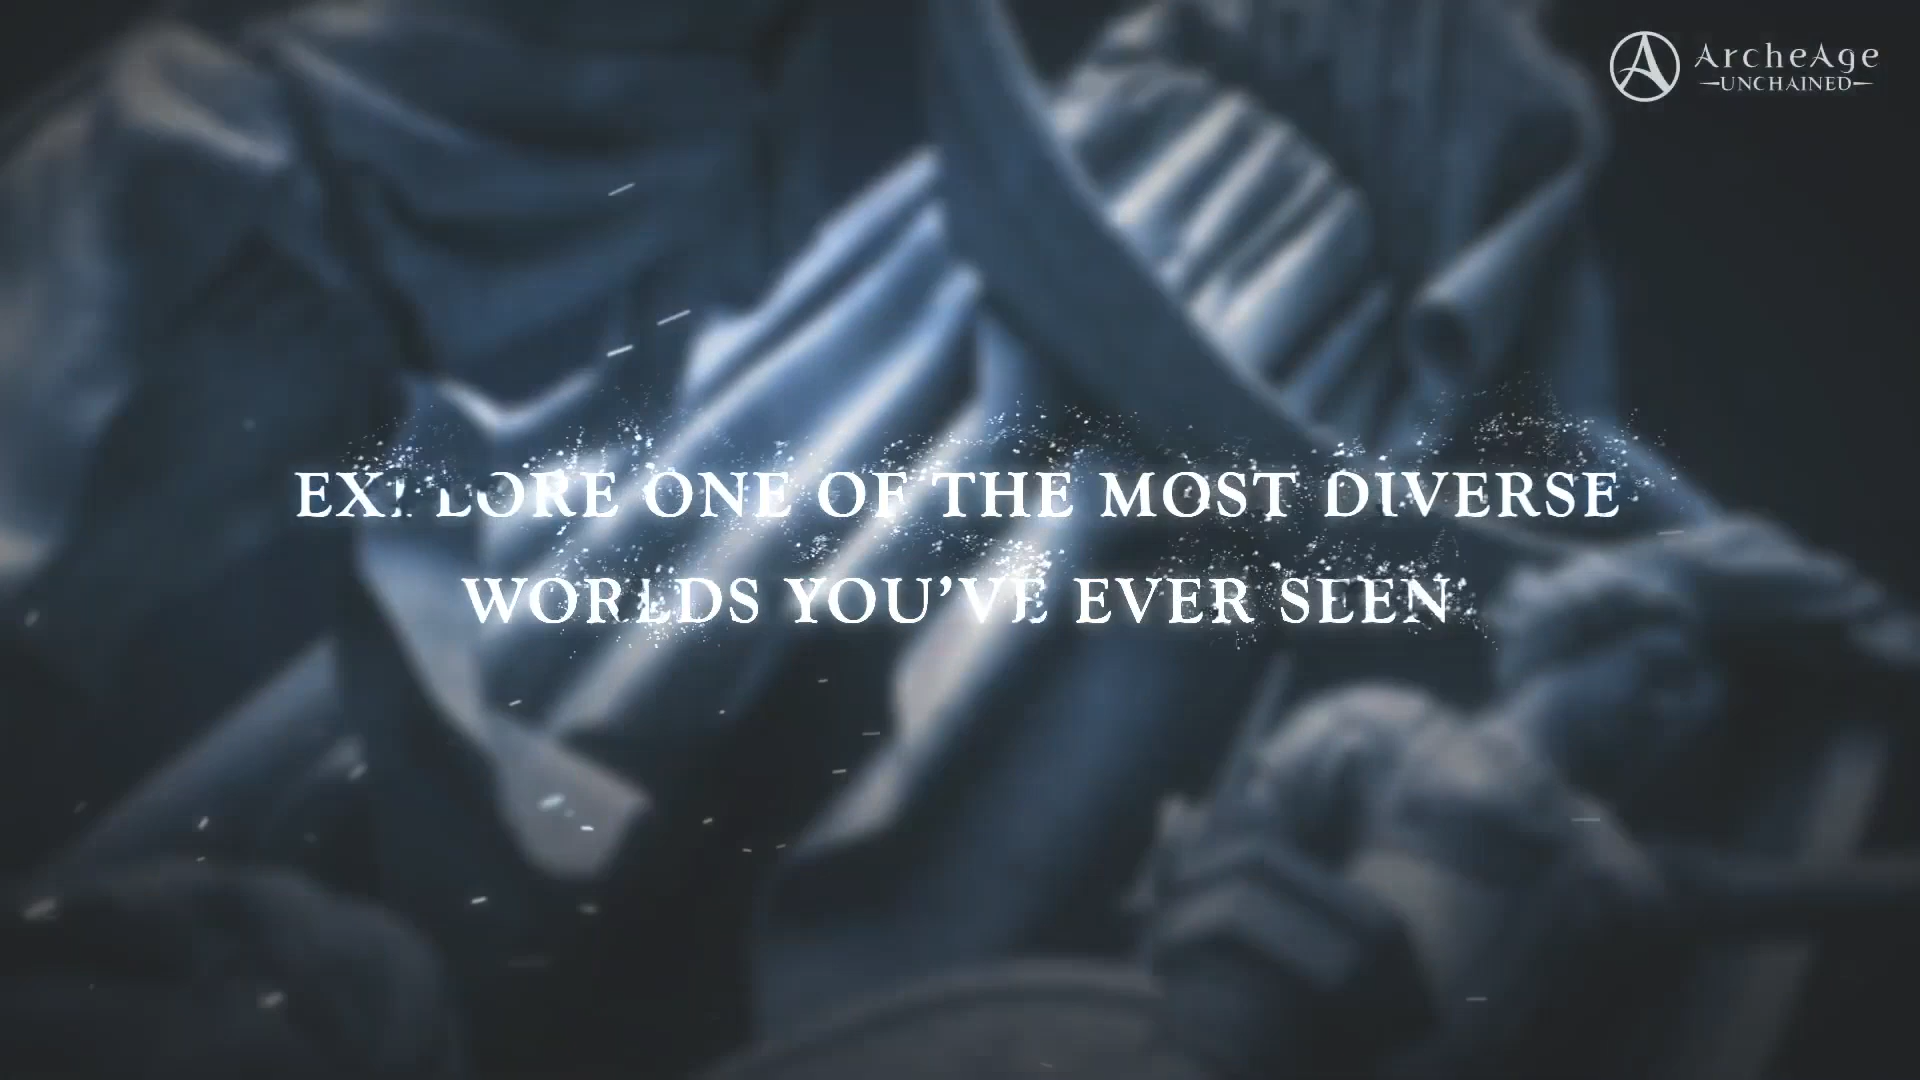 ArcheAge
UNCHAINED
EXPLORE ONE OF THE MOST DIVERSE
WORLDS YOU'VE EVER SEEN